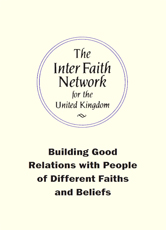 The
Inter Faith
Network
for the
United Kingdom
Building Good
Relations with People
of Different Faiths
and Beliefs